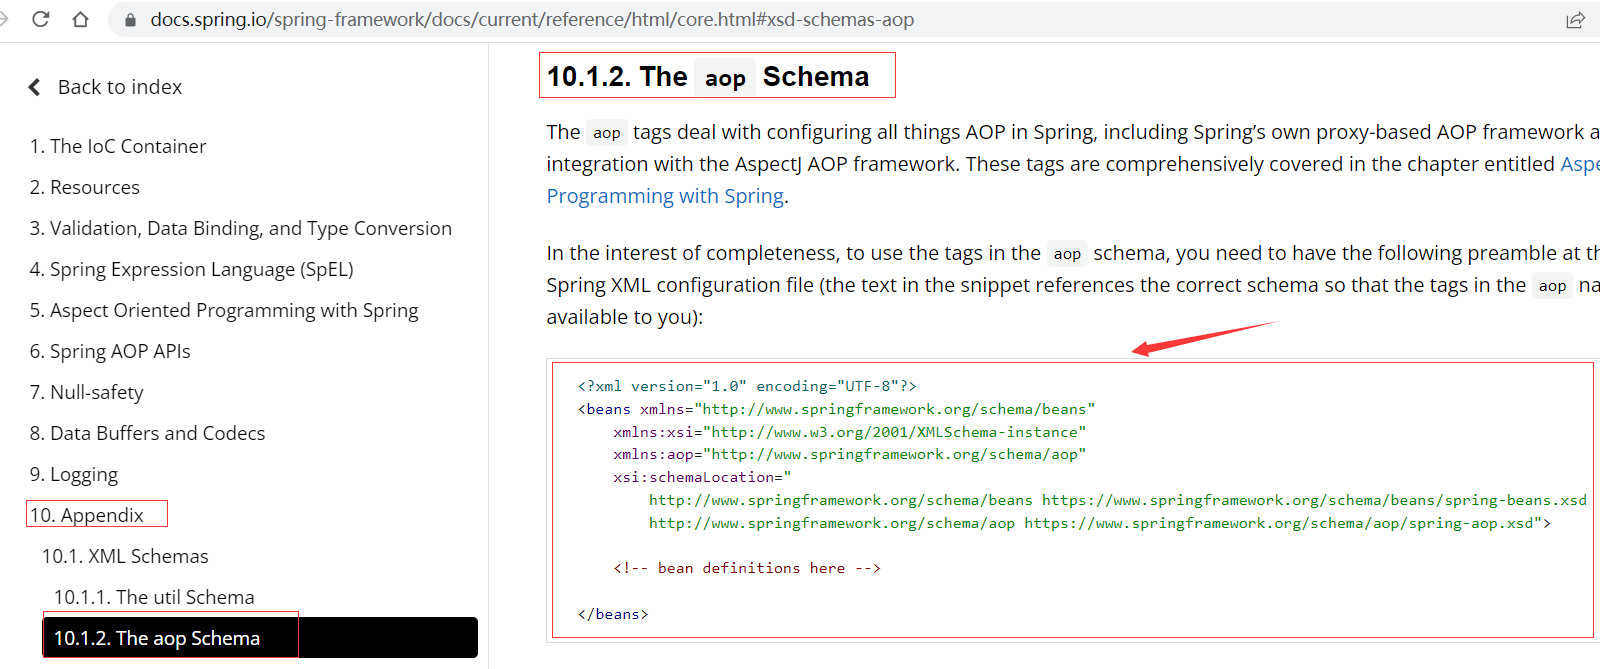 docs.spring.io/spring-framework/docs/current/reference/html/core.html#xsd-schemas-aop
Back to index
1. The IoC Container
2. Resources
3. Validation, Data Binding, and Type Conversion
4. Spring Expression Language (SpEL)
5. Aspect Oriented Programming with Spring
6. Spring AOP APIs
7. Null-safety
8. Data Buffers and Codecs
9. Logging
10. Appendix
10.1. XML Schemas
10.1.1. The util Schema
10.1.2. The aop Schema
10.1.2. The aop Schema
The aop tags deal with configuring all things AOP in Spring, including Spring’s own proxy-based AOP framework a
integration with the AspectJ AOP framework. These tags are comprehensively covered in the chapter entitled Aspe
Programming with Spring.
In the interest of completeness, to use the tags in the aop schema, you need to have the following preamble at th
Spring XML configuration file (the text in the snippet references the correct schema so that the tags in the aop na
available to you):
<?xml version="1.0" encoding="UTF-8"?>
<beans xmlns="http://www.springframework.org/schema/beans"
xmlns:xsi="http://www.w3.org/2001/XMLSchema-instance"
xmlns:aop="http://www.springframework.org/schema/aop"
xsi:schemaLocation="
http://www.springframework.org/schema/beans https://www.springframework.org/schema/beans/spring-beans.xsd
http://www.springframework.org/schema/aop https://www.springframework.org/schema/aop/spring-aop.xsd">
<!-- bean definitions here -->
</beans>